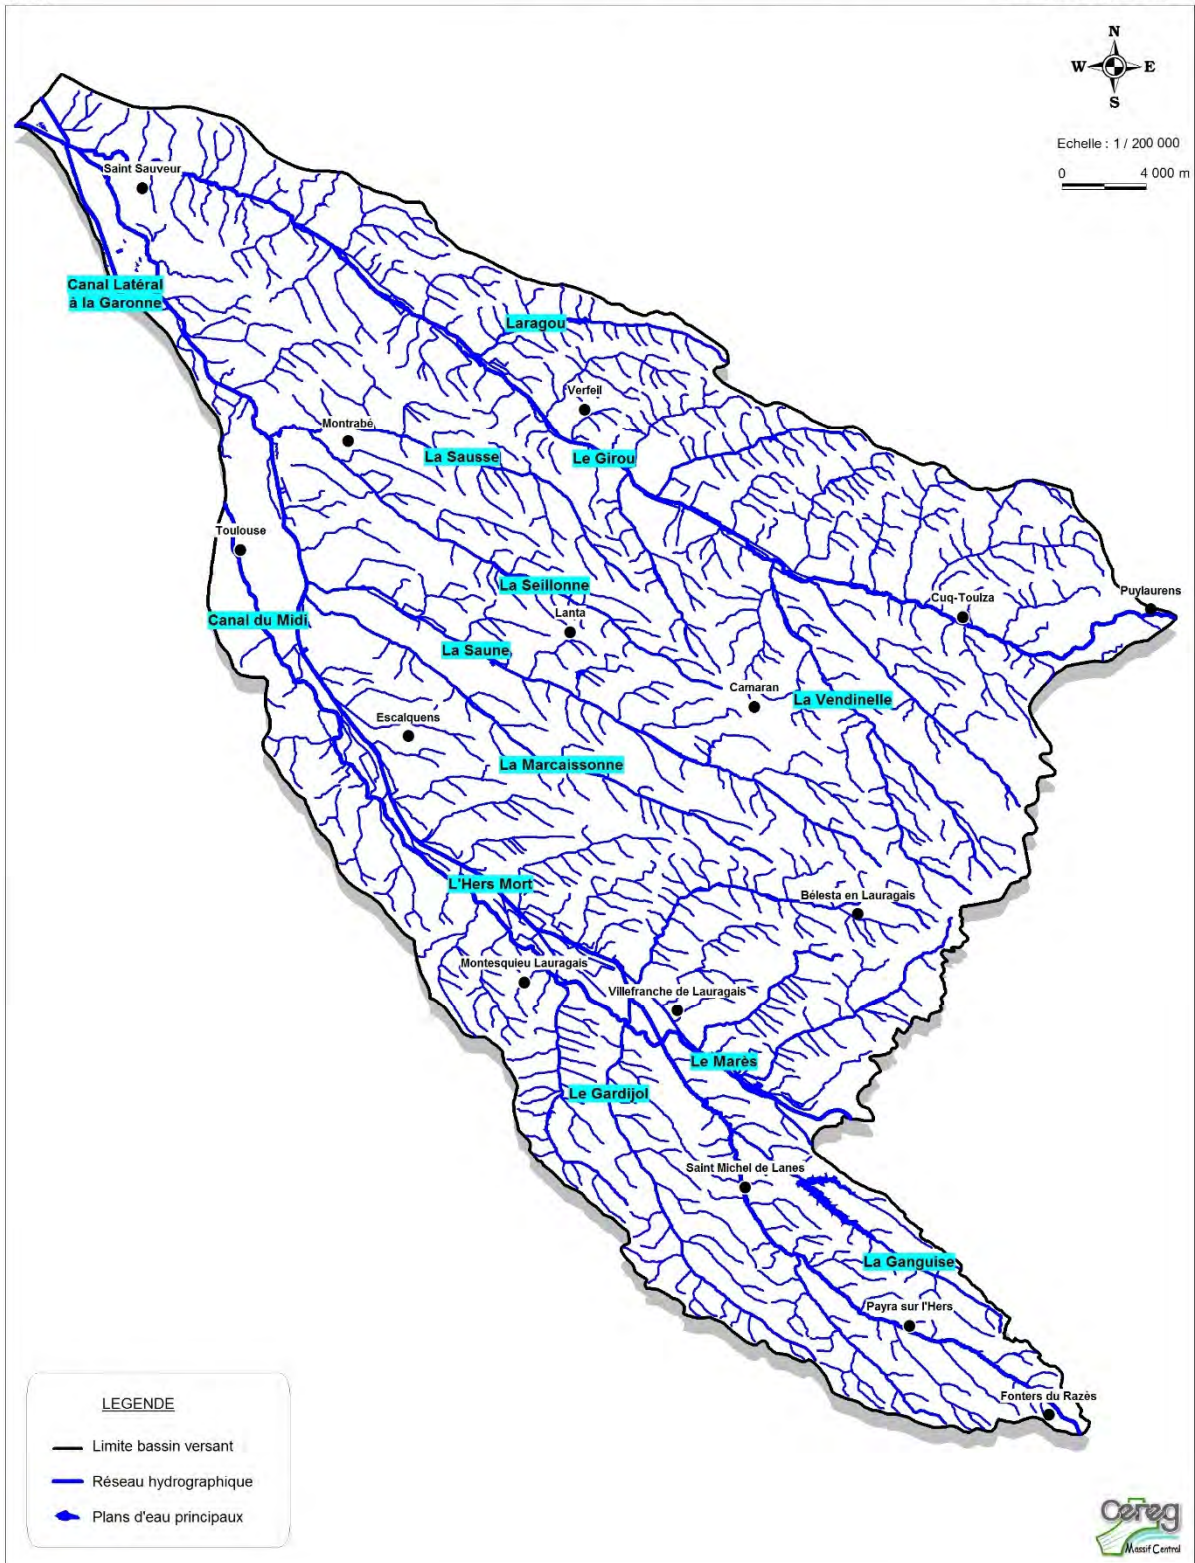 N
W E
S
Echelle : 1 / 200 000
0 4 000 m
Saint Sauveur
Canal Latéral
à la Garonne
Laragou
Verfeil
Montrabé
La Sausse
Le Girou
Toulouse
La Seillonne
Puylaurens
Cuq-Toulza
Lanta
Canal du Midi
La Saune
Camaran
La Vendinelle
Escalquens
La Marcaissonne
L'Hers Mort
Bélesta en Lauragais
Montesquieu Lauragais
Villefranche de Lauragais
Le Marès
Le Gardijol
Saint Michel de Lanes
La Ganguise
Payra sur l'Hers
Fonters du Razès
LEGENDE
Limite bassin versant
Réseau hydrographique
Plans d'eau principaux
Cereg
Massif Central